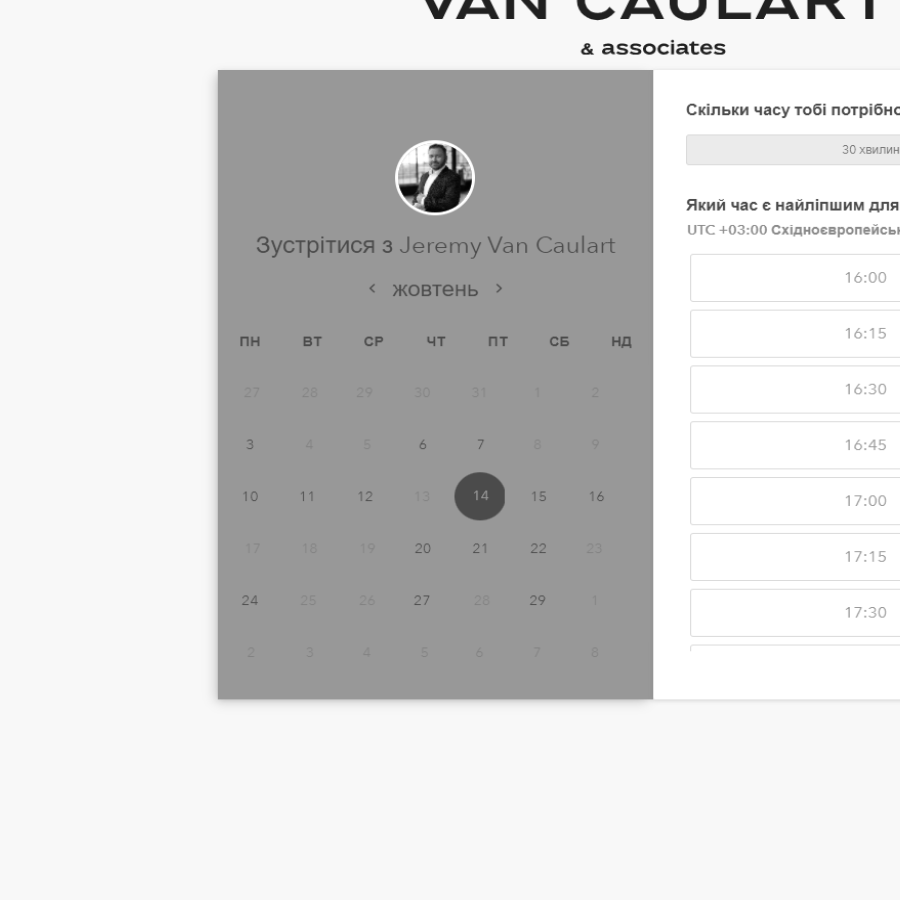 VAN CAULART
& associates
Зустрітися з Jeremy Van Caulart
жовтень
ПН ВТ СР ЧТ ПТ СБ НД
27 28 29 30 31 1 2
3 4 5 6 7 8 9
10 11 12 13 14 15 16
17 18 19 20 21 22 23
24 25 26 27 28 29 1
2 3 4 5 6 7 8
Скільки часу тобі потрібно
30 хвилин
Який час є найліпшим для
UTC +03:00 Східноєвропейськ
16:00
16:15
16:30
16:45
17:00
17:15
17:30